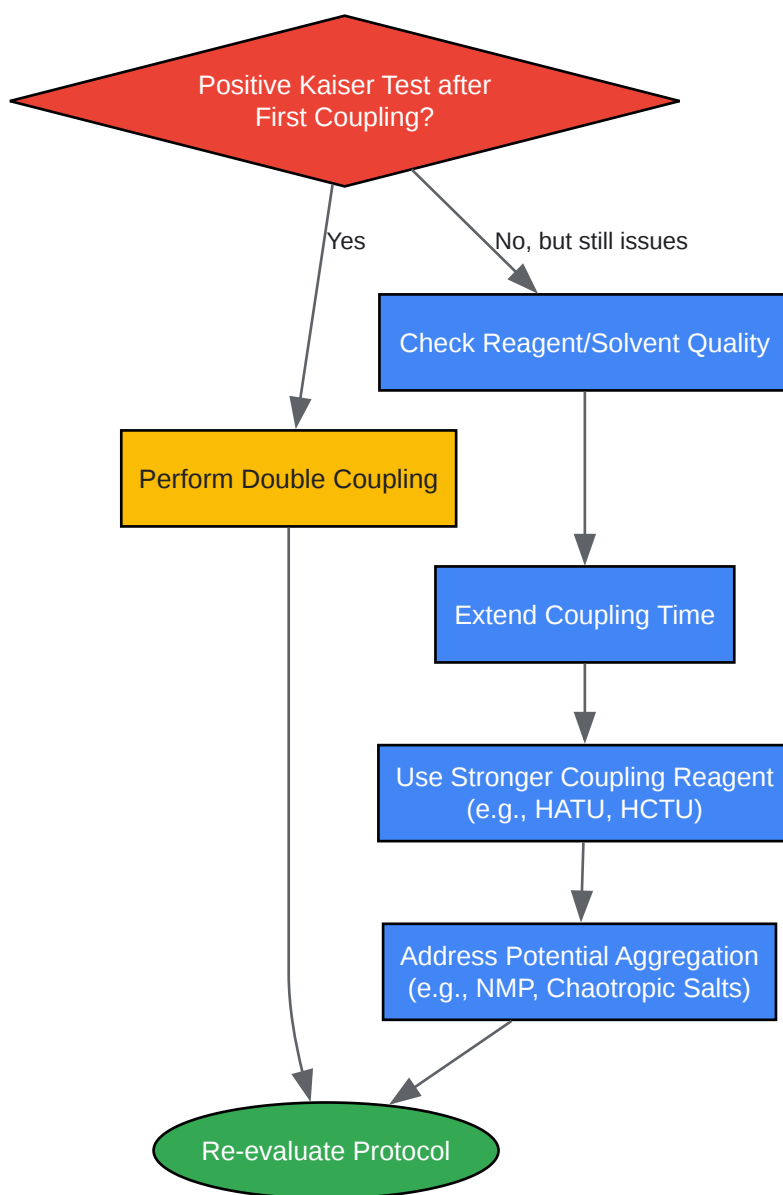 Positive Kaiser Test after
First Coupling?
Yes
No, but still issues
Check Reagent/Solvent Quality
Perform Double Coupling
Extend Coupling Time
Use Stronger Coupling Reagent
(e.g., HATU, HCTU)
Address Potential Aggregation
(e.g., NMP, Chaotropic Salts)
Re-evaluate Protocol